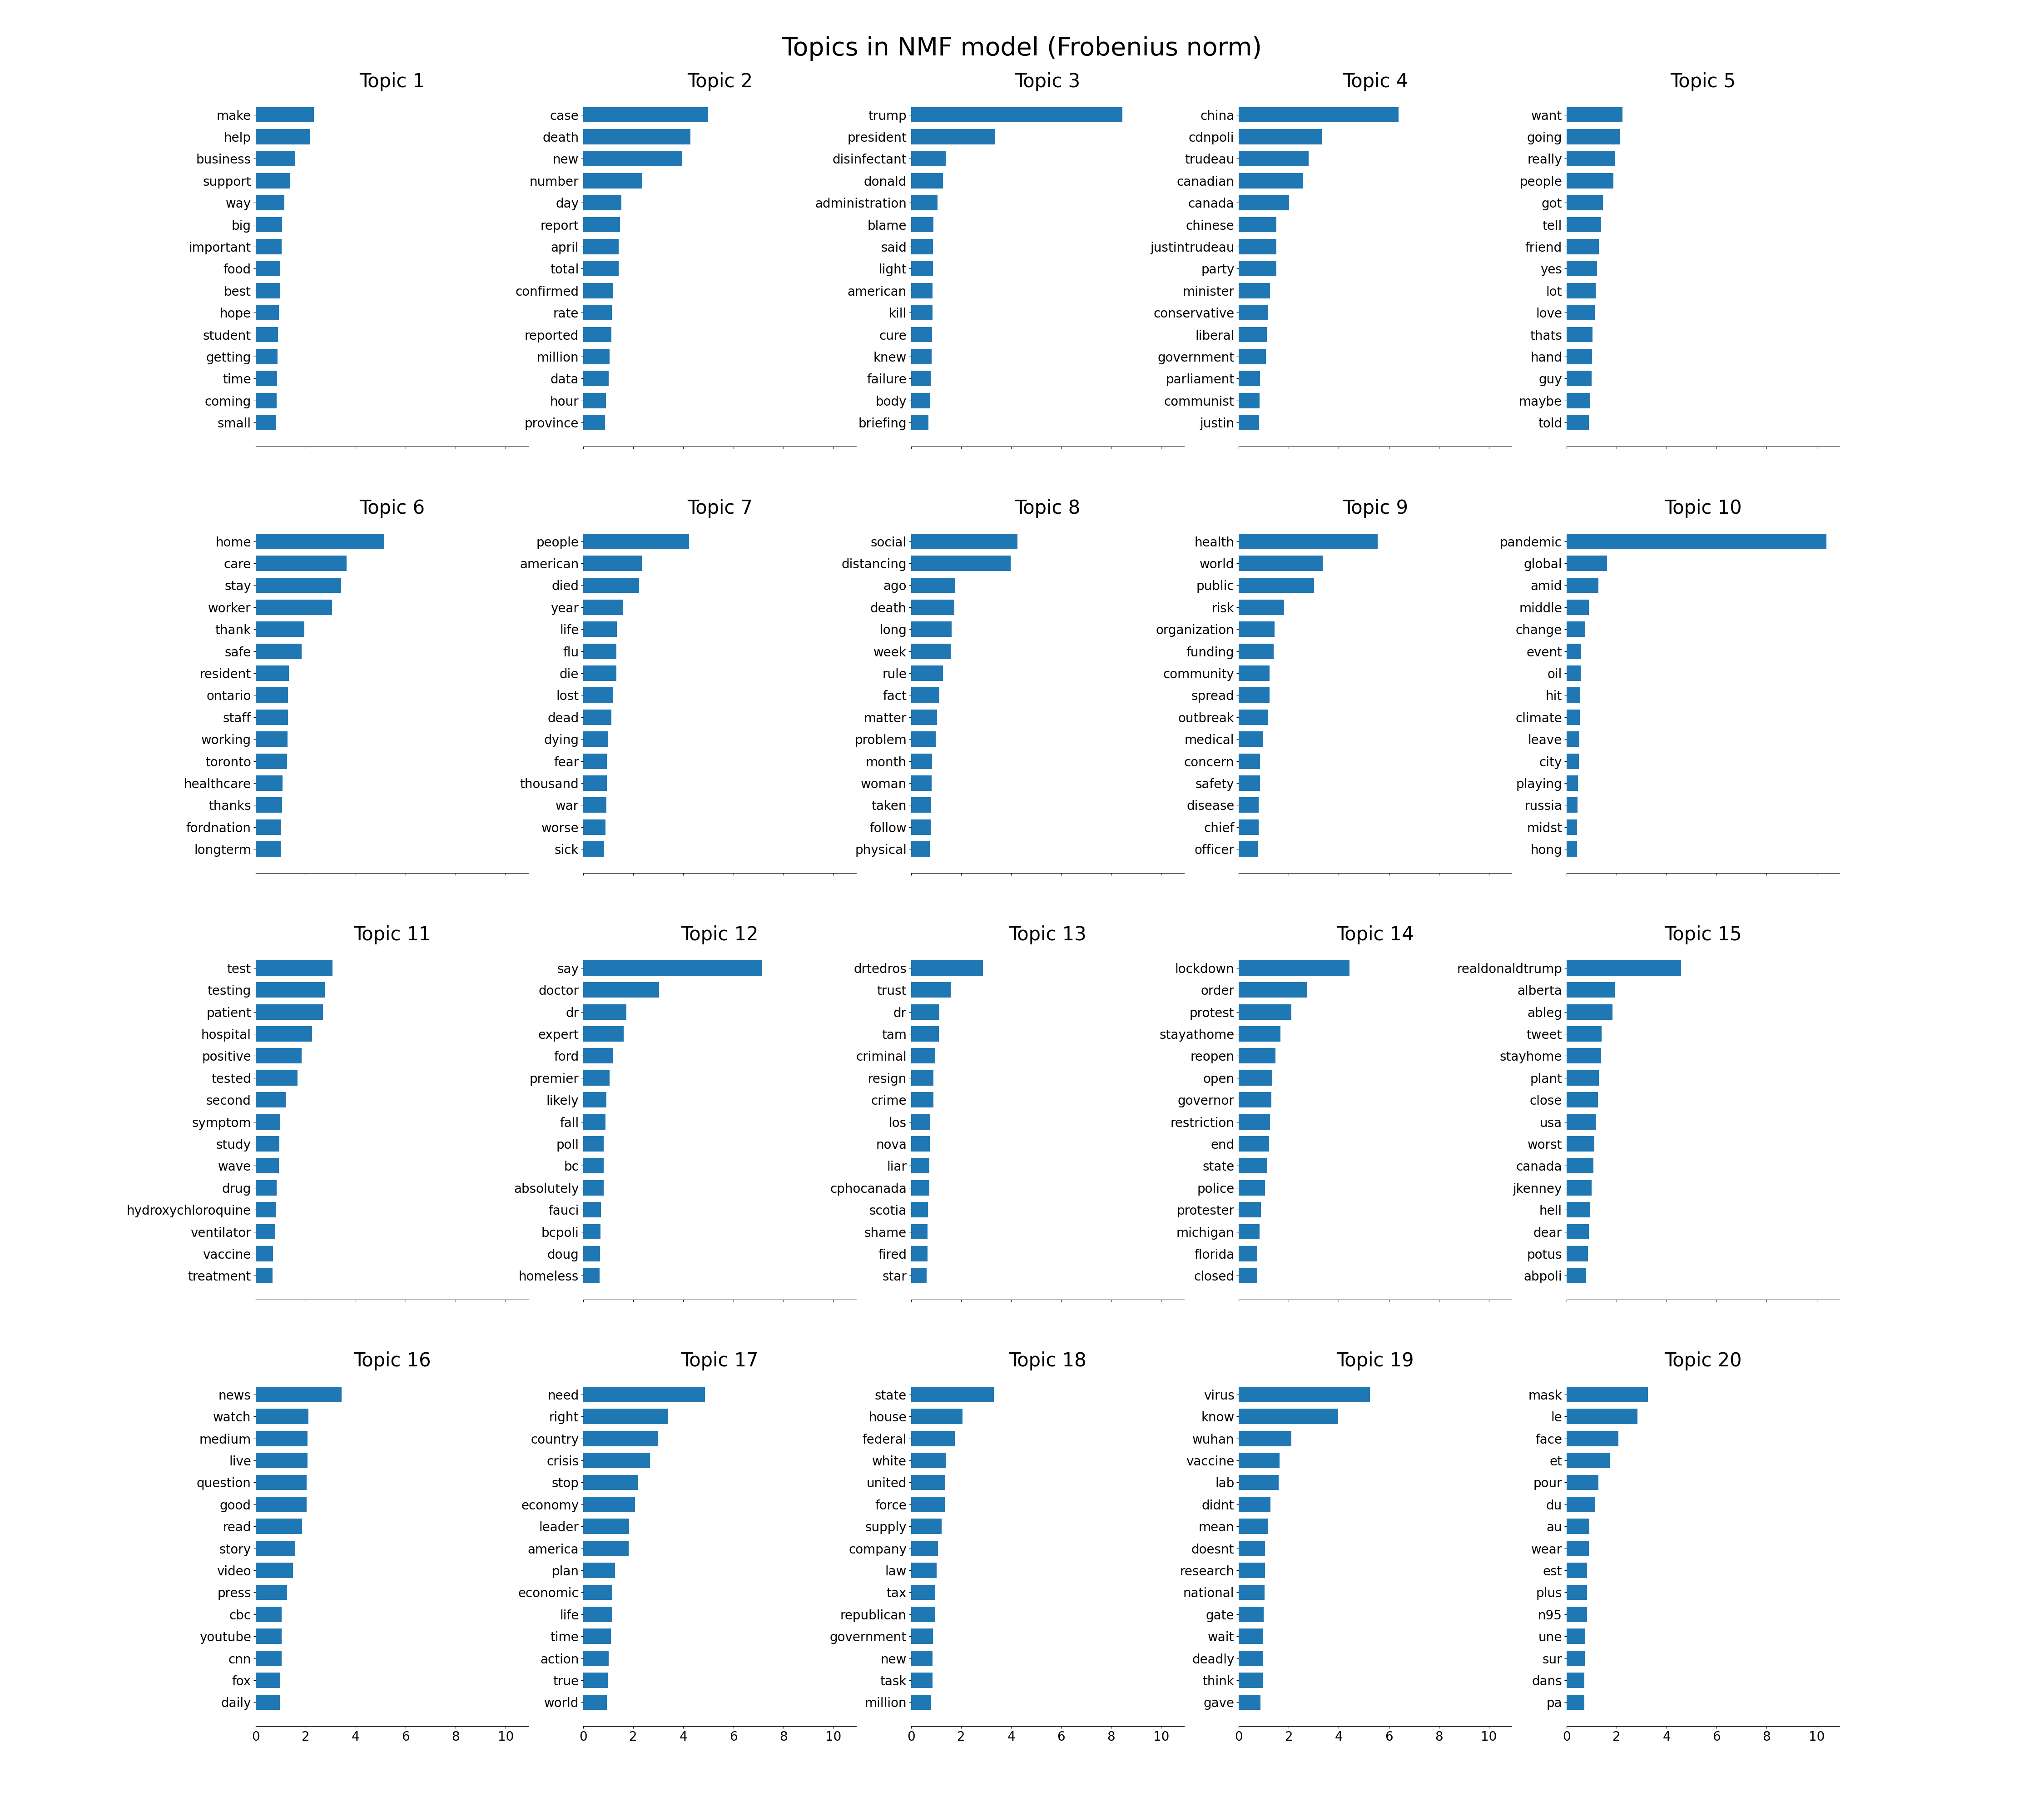 Topics in NMF model (Frobenius norm)
Topic 1
make
help
business
support
way
big
important
food
best
hope
student
getting
time
coming
small
Topic 2
case
death
new
number
day
report
april
total
confirmed
rate
reported
million
data
hour
province
Topic 3
trump
president
disinfectant
donald
administration
blame
said
light
american
kill
cure
knew
failure
body
briefing
Topic 4
china
cdnpoli
trudeau
canadian
canada
chinese
justintrudeau
party
minister
conservative
liberal
government
parliament
communist
justin
Topic 5
want
going
really
people
got
tell
friend
yes
lot
love
thats
hand
guy
maybe
told
Topic 6
home
care
stay
worker
thank
safe
resident
ontario
staff
working
toronto
healthcare
thanks
fordnation
longterm
Topic 7
people
american
died
year
life
flu
die
lost
dead
dying
fear
thousand
war
worse
sick
Topic 8
social
distancing
ago
death
long
week
rule
fact
matter
problem
month
woman
taken
follow
physical
Topic 9
health
world
public
risk
organization
funding
community
spread
outbreak
medical
concern
safety
disease
chief
officer
Topic 10
pandemic
global
amid
middle
change
event
oil
hit
climate
leave
city
playing
russia
midst
hong
Topic 11
test
testing
patient
hospital
positive
tested
second
symptom
study
wave
drug
hydroxychloroquine
ventilator
vaccine
treatment
Topic 12
say
doctor
dr
expert
ford
premier
likely
fall
poll
bc
absolutely
fauci
bcpoli
doug
homeless
Topic 13
drtedros
trust
dr
tam
criminal
resign
crime
los
nova
liar
cphocanada
scotia
shame
fired
star
Topic 14
lockdown
order
protest
stayathome
reopen
open
governor
restriction
end
state
police
protester
michigan
florida
closed
Topic 15
realdonaldtrump
alberta
ableg
tweet
stayhome
plant
close
usa
worst
canada
jkenney
hell
dear
potus
abpoli
Topic 16
news
watch
medium
live
question
good
read
story
video
press
cbc
youtube
cnn
fox
daily
0 2 4 6 8 10
Topic 17
need
right
country
crisis
stop
economy
leader
america
plan
economic
life
time
action
true
world
0 2 4 6 8 10
Topic 18
state
house
federal
white
united
force
supply
company
law
tax
republican
government
new
task
million
0 2 4 6 8 10
Topic 19
virus
know
wuhan
vaccine
lab
didnt
mean
doesnt
research
national
gate
wait
deadly
think
gave
0 2 4 6 8 10
Topic 20
mask
le
face
et
pour
du
au
wear
est
plus
n95
une
sur
dans
pa
0 2 4 6 8 10